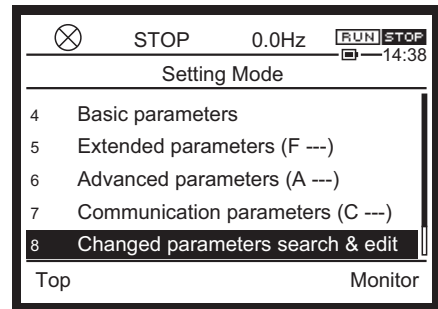 STOP 0.0Hz RUN STOP
14:38
Setting Mode
4 Basic parameters
5 Extended parameters (F ---)
6 Advanced parameters (A ---)
7 Communication parameters (C ---)
8 Changed parameters search & edit
Top Monitor